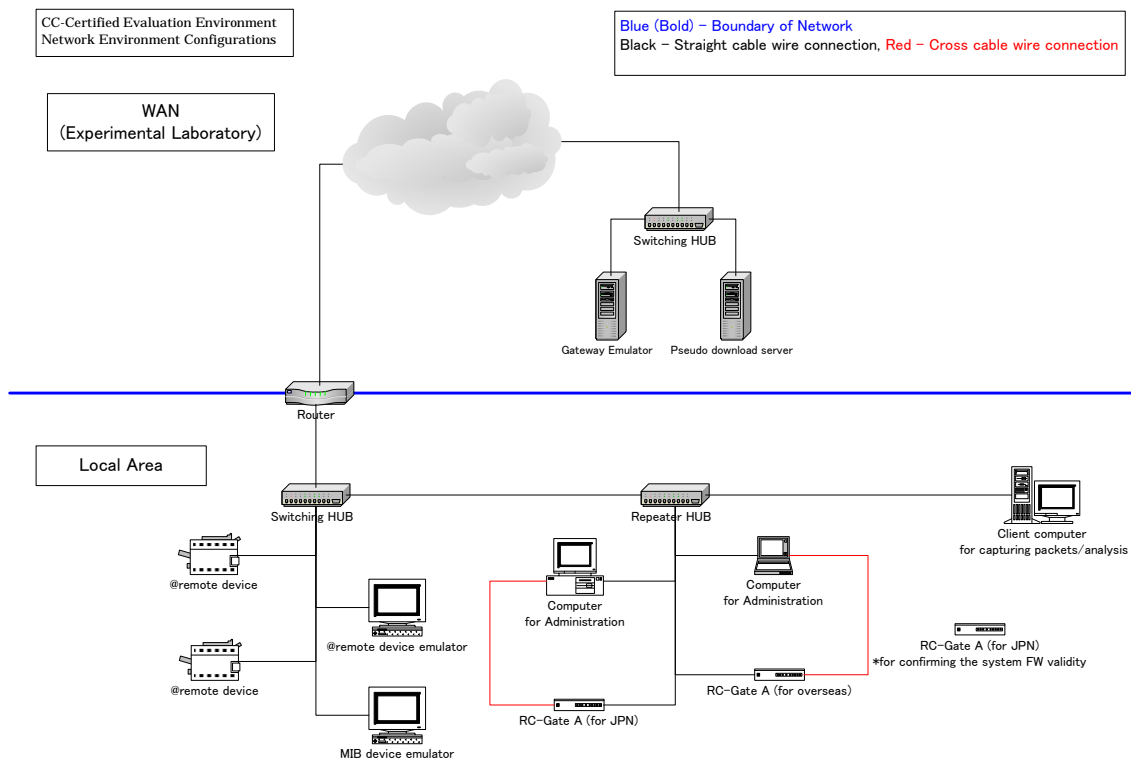 CC-Certified Evaluation Environment
Network Environment Configurations
Blue (Bold) - Boundary of Network
Black - Straight cable wire connection, Red - Cross cable wire connection
WAN
(Experimental Laboratory)
Switching HUB
Gateway Emulator
Pseudo download server
Router
Local Area
Switching HUB
Repeater HUB
Client computer
for capturing packets/analysis
@remote device
Computer
for Administration
Computer
for Administration
@remote device emulator
RC-Gate A (for JPN)
*for confirming the system FW validity
@remote device
RC-Gate A (for overseas)
RC-Gate A (for JPN)
MIB device emulator